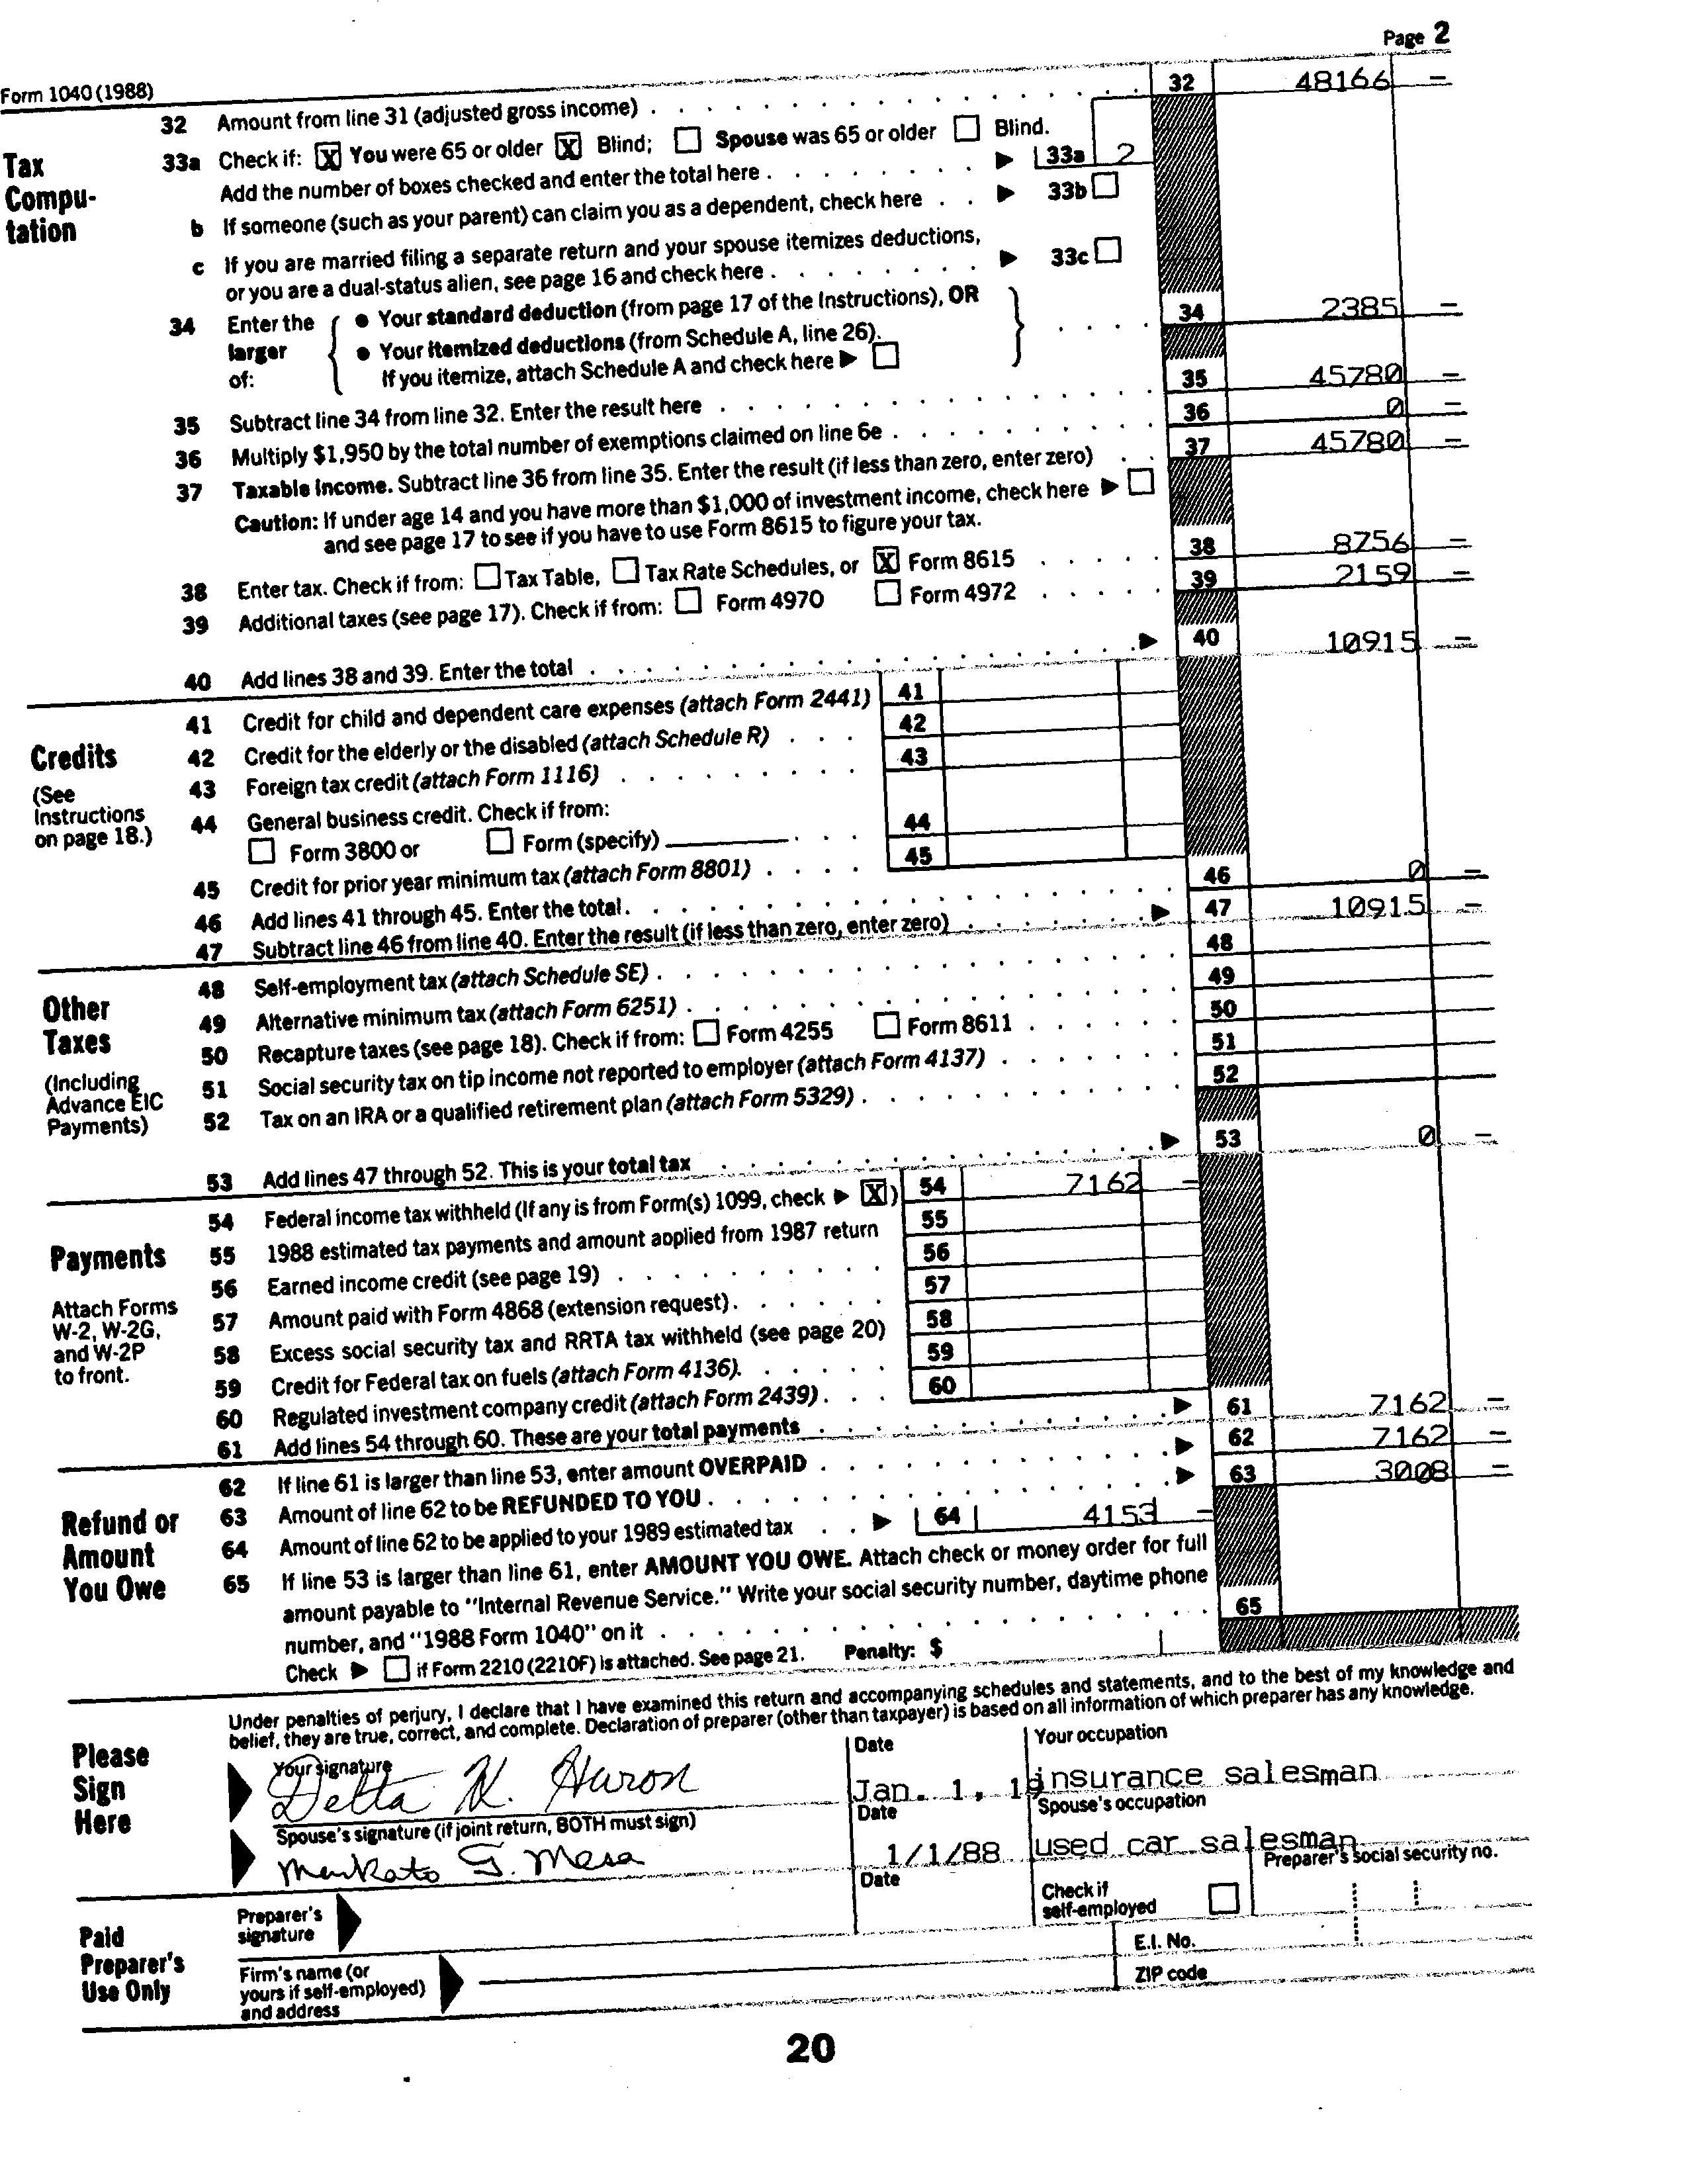 Page 2
Form 1040 (1988)
32 Amount from line 31 (adjusted gross income) . . . . . . . . . . . . . . . . 32 48166 –
Tax Compu-tation
33a Check if: [X] You were 65 or older [X] Blind; [ ] Spouse was 65 or older [ ] Blind.
Add the number of boxes checked and enter the total here . . . . . . . . ▶ 33a 2
b If someone (such as your parent) can claim you as a dependent, check here . . ▶ 33b [ ]
c If you are married filing a separate return and your spouse itemizes deductions,
or you are a dual-status alien, see page 16 and check here . . . . . . . . ▶ 33c [ ]
34 Enter the larger of:
{ ● Your standard deduction (from page 17 of the Instructions), OR
● Your itemized deductions (from Schedule A, line 26).
If you itemize, attach Schedule A and check here ▶ [ ] } . . . . 34 2385 –
35 Subtract line 34 from line 32. Enter the result here . . . . . . . . . . . . . . 35 45780 –
36 Multiply $1,950 by the total number of exemptions claimed on line 6e . . . . . . . . . 36 0 –
37 Taxable income. Subtract line 36 from line 35. Enter the result (if less than zero, enter zero) . . 37 45780 –
Caution: If under age 14 and you have more than $1,000 of investment income, check here ▶ [ ]
and see page 17 to see if you have to use Form 8615 to figure your tax.
38 Enter tax. Check if from: [ ] Tax Table, [ ] Tax Rate Schedules, or [X] Form 8615 . . . . . 38 8756 –
39 Additional taxes (see page 17). Check if from: [ ] Form 4970 [ ] Form 4972 . . . . . 39 2159 –
40 Add lines 38 and 39. Enter the total . . . . . . . . . . . . . . . . . ▶ 40 10915 –
Credits
(See Instructions on page 18.)
41 Credit for child and dependent care expenses (attach Form 2441) 41
42 Credit for the elderly or the disabled (attach Schedule R) . . . 42
43 Foreign tax credit (attach Form 1116) . . . . . . . . 43
44 General business credit. Check if from:
[ ] Form 3800 or [ ] Form (specify) ________ . . . 44
45 Credit for prior year minimum tax (attach Form 8801) . . . . 45
46 Add lines 41 through 45. Enter the total . . . . . . . . . . . . . . . . 46 0 –
47 Subtract line 46 from line 40. Enter the result (if less than zero, enter zero) . . . . . . ▶ 47 10915 –
Other Taxes
(Including Advance EIC Payments)
48 Self-employment tax (attach Schedule SE) . . . . . . . . . . . . . . . 48
49 Alternative minimum tax (attach Form 6251) . . . . . . . . . . . . . . 49
50 Recapture taxes (see page 18). Check if from: [ ] Form 4255 [ ] Form 8611 . . . . . 50
51 Social security tax on tip income not reported to employer (attach Form 4137) . . . . . . 51
52 Tax on an IRA or a qualified retirement plan (attach Form 5329) . . . . . . . . . . 52
53 Add lines 47 through 52. This is your total tax . . . . . . . . . . . . . ▶ 53 0 –
Payments
Attach Forms W-2, W-2G, and W-2P to front.
54 Federal income tax withheld (If any is from Form(s) 1099, check ▶ [X]) 54 7162 –
55 1988 estimated tax payments and amount applied from 1987 return 55
56 Earned income credit (see page 19) . . . . . . . . 56
57 Amount paid with Form 4868 (extension request) . . . . . 57
58 Excess social security tax and RRTA tax withheld (see page 20) 58
59 Credit for Federal tax on fuels (attach Form 4136). . . . . 59
60 Regulated investment company credit (attach Form 2439) . . . 60
61 Add lines 54 through 60. These are your total payments . . . . . . . . . . . ▶ 61 7162 –
Refund or Amount You Owe
62 If line 61 is larger than line 53, enter amount OVERPAID . . . . . . . . . . . ▶ 62 7162 –
63 Amount of line 62 to be REFUNDED TO YOU . . . . . . . . . . . . . . ▶ 63 3008 –
64 Amount of line 62 to be applied to your 1989 estimated tax . . ▶ 64 4153 –
65 If line 53 is larger than line 61, enter AMOUNT YOU OWE. Attach check or money order for full
amount payable to "Internal Revenue Service." Write your social security number, daytime phone
number, and "1988 Form 1040" on it . . . . . . . . . . . . . . . . 65
Check ▶ [ ] if Form 2210 (2210F) is attached. See page 21. Penalty: $
Please Sign Here
Under penalties of perjury, I declare that I have examined this return and accompanying schedules and statements, and to the best of my knowledge and
belief, they are true, correct, and complete. Declaration of preparer (other than taxpayer) is based on all information of which preparer has any knowledge.
Your signature Date Your occupation
Delta N. Huron Jan. 1, 19 insurance salesman
Spouse's signature (if joint return, BOTH must sign) Date Spouse's occupation
Mankato G. Mesa 1/1/88 used car salesman
Paid Preparer's Use Only
Preparer's signature Date Check if self-employed [ ] Preparer's social security no.
Firm's name (or yours if self-employed) and address
E.I. No.
ZIP code
20